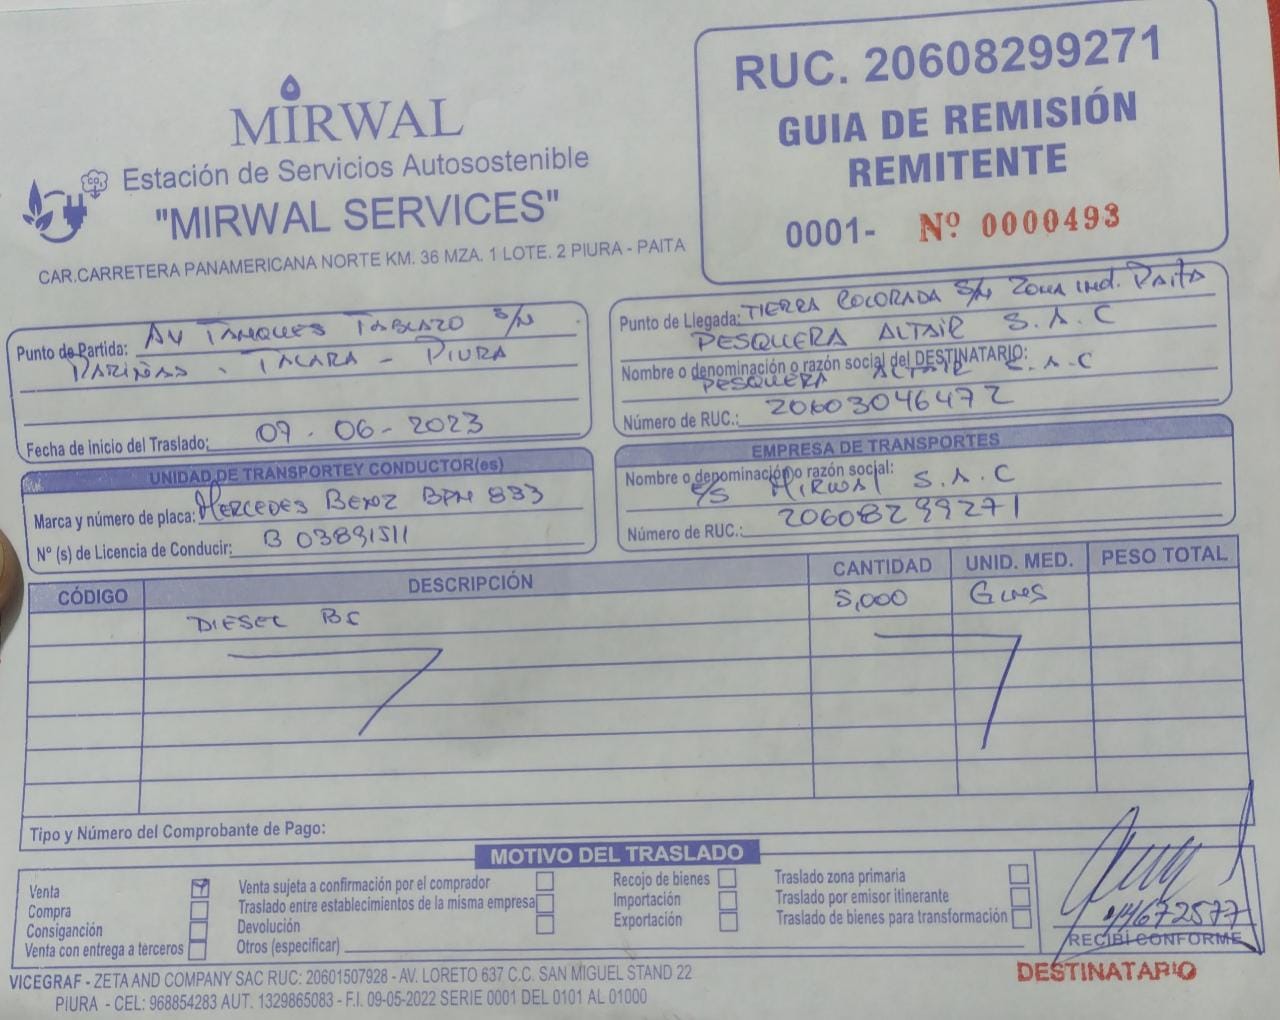 MIRWAL
Estación de Servicios Autosostenible
"MIRWAL SERVICES"
CAR.CARRETERA PANAMERICANA NORTE KM. 36 MZA. 1 LOTE. 2 PIURA - PAITA
RUC. 20608299271
GUIA DE REMISIÓN
REMITENTE
0001- Nº 0000493
Punto de Partida: AV TANQUES TABLAZO S/N
PARIÑAS - TALARA - PIURA
Fecha de Inicio del Traslado: 09-06-2023
Punto de Llegada: TIERRA COLORADA S/N ZONA IND. PAITA
PESQUERA ALTAIR S.A.C
Nombre o denominación o razón social del DESTINATARIO:
PESQUERA ALTAIR S.A.C
Número de RUC.: 20603046472
UNIDAD DE TRANSPORTEY CONDUCTOR(es)
Marca y número de placa: MERCEDES BENZ BPN 833
Nº (s) de Licencia de Conducir: B 03891511
EMPRESA DE TRANSPORTES
Nombre o denominación o razón social:
E/S MIRWAL S.A.C
Número de RUC.: 20608299271
CÓDIGO DESCRIPCIÓN CANTIDAD UNID. MED. PESO TOTAL
DIESEL B5 5,000 GLNS
Tipo y Número del Comprobante de Pago:
MOTIVO DEL TRASLADO
Venta
Compra
Consignación
Venta con entrega a terceros
Venta sujeta a confirmación por el comprador
Traslado entre establecimientos de la misma empresa
Devolución
Otros (especificar)
Recojo de bienes
Importación
Exportación
Traslado zona primaria
Traslado por emisor itinerante
Traslado de bienes para transformación
44672577
RECIBÍ CONFORME
DESTINATARIO
VICEGRAF - ZETA AND COMPANY SAC RUC: 20601507928 - AV. LORETO 637 C.C. SAN MIGUEL STAND 22
PIURA - CEL: 968854283 AUT. 1329865083 - F.I. 09-05-2022 SERIE 0001 DEL 0101 AL 01000